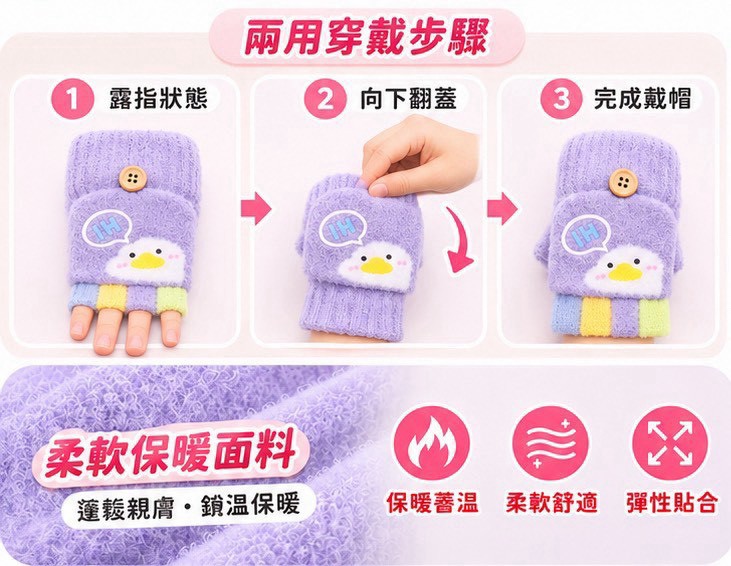 兩用穿戴步驟
1 露指狀態
2 向下翻蓋
3 完成戴帽
Hi
Hi
Hi
柔軟保暖面料
蓬鬆親膚・鎖温保暖
保暖蓄温
柔軟舒適
彈性貼合